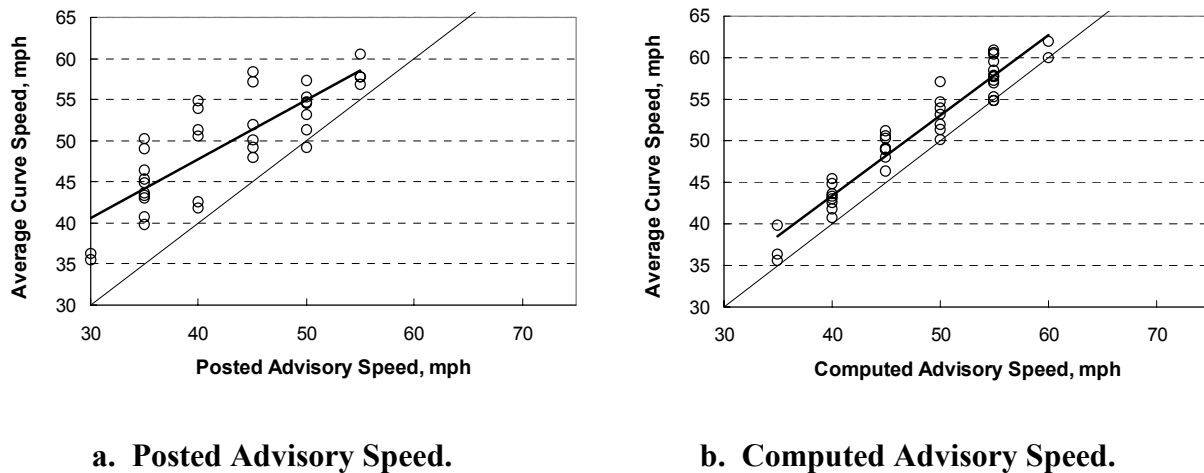 65
60
55
50
45
40
35
30
30 40 50 60 70
Average Curve Speed, mph
Posted Advisory Speed, mph
a. Posted Advisory Speed.
65
60
55
50
45
40
35
30
30 40 50 60 70
Average Curve Speed, mph
Computed Advisory Speed, mph
b. Computed Advisory Speed.